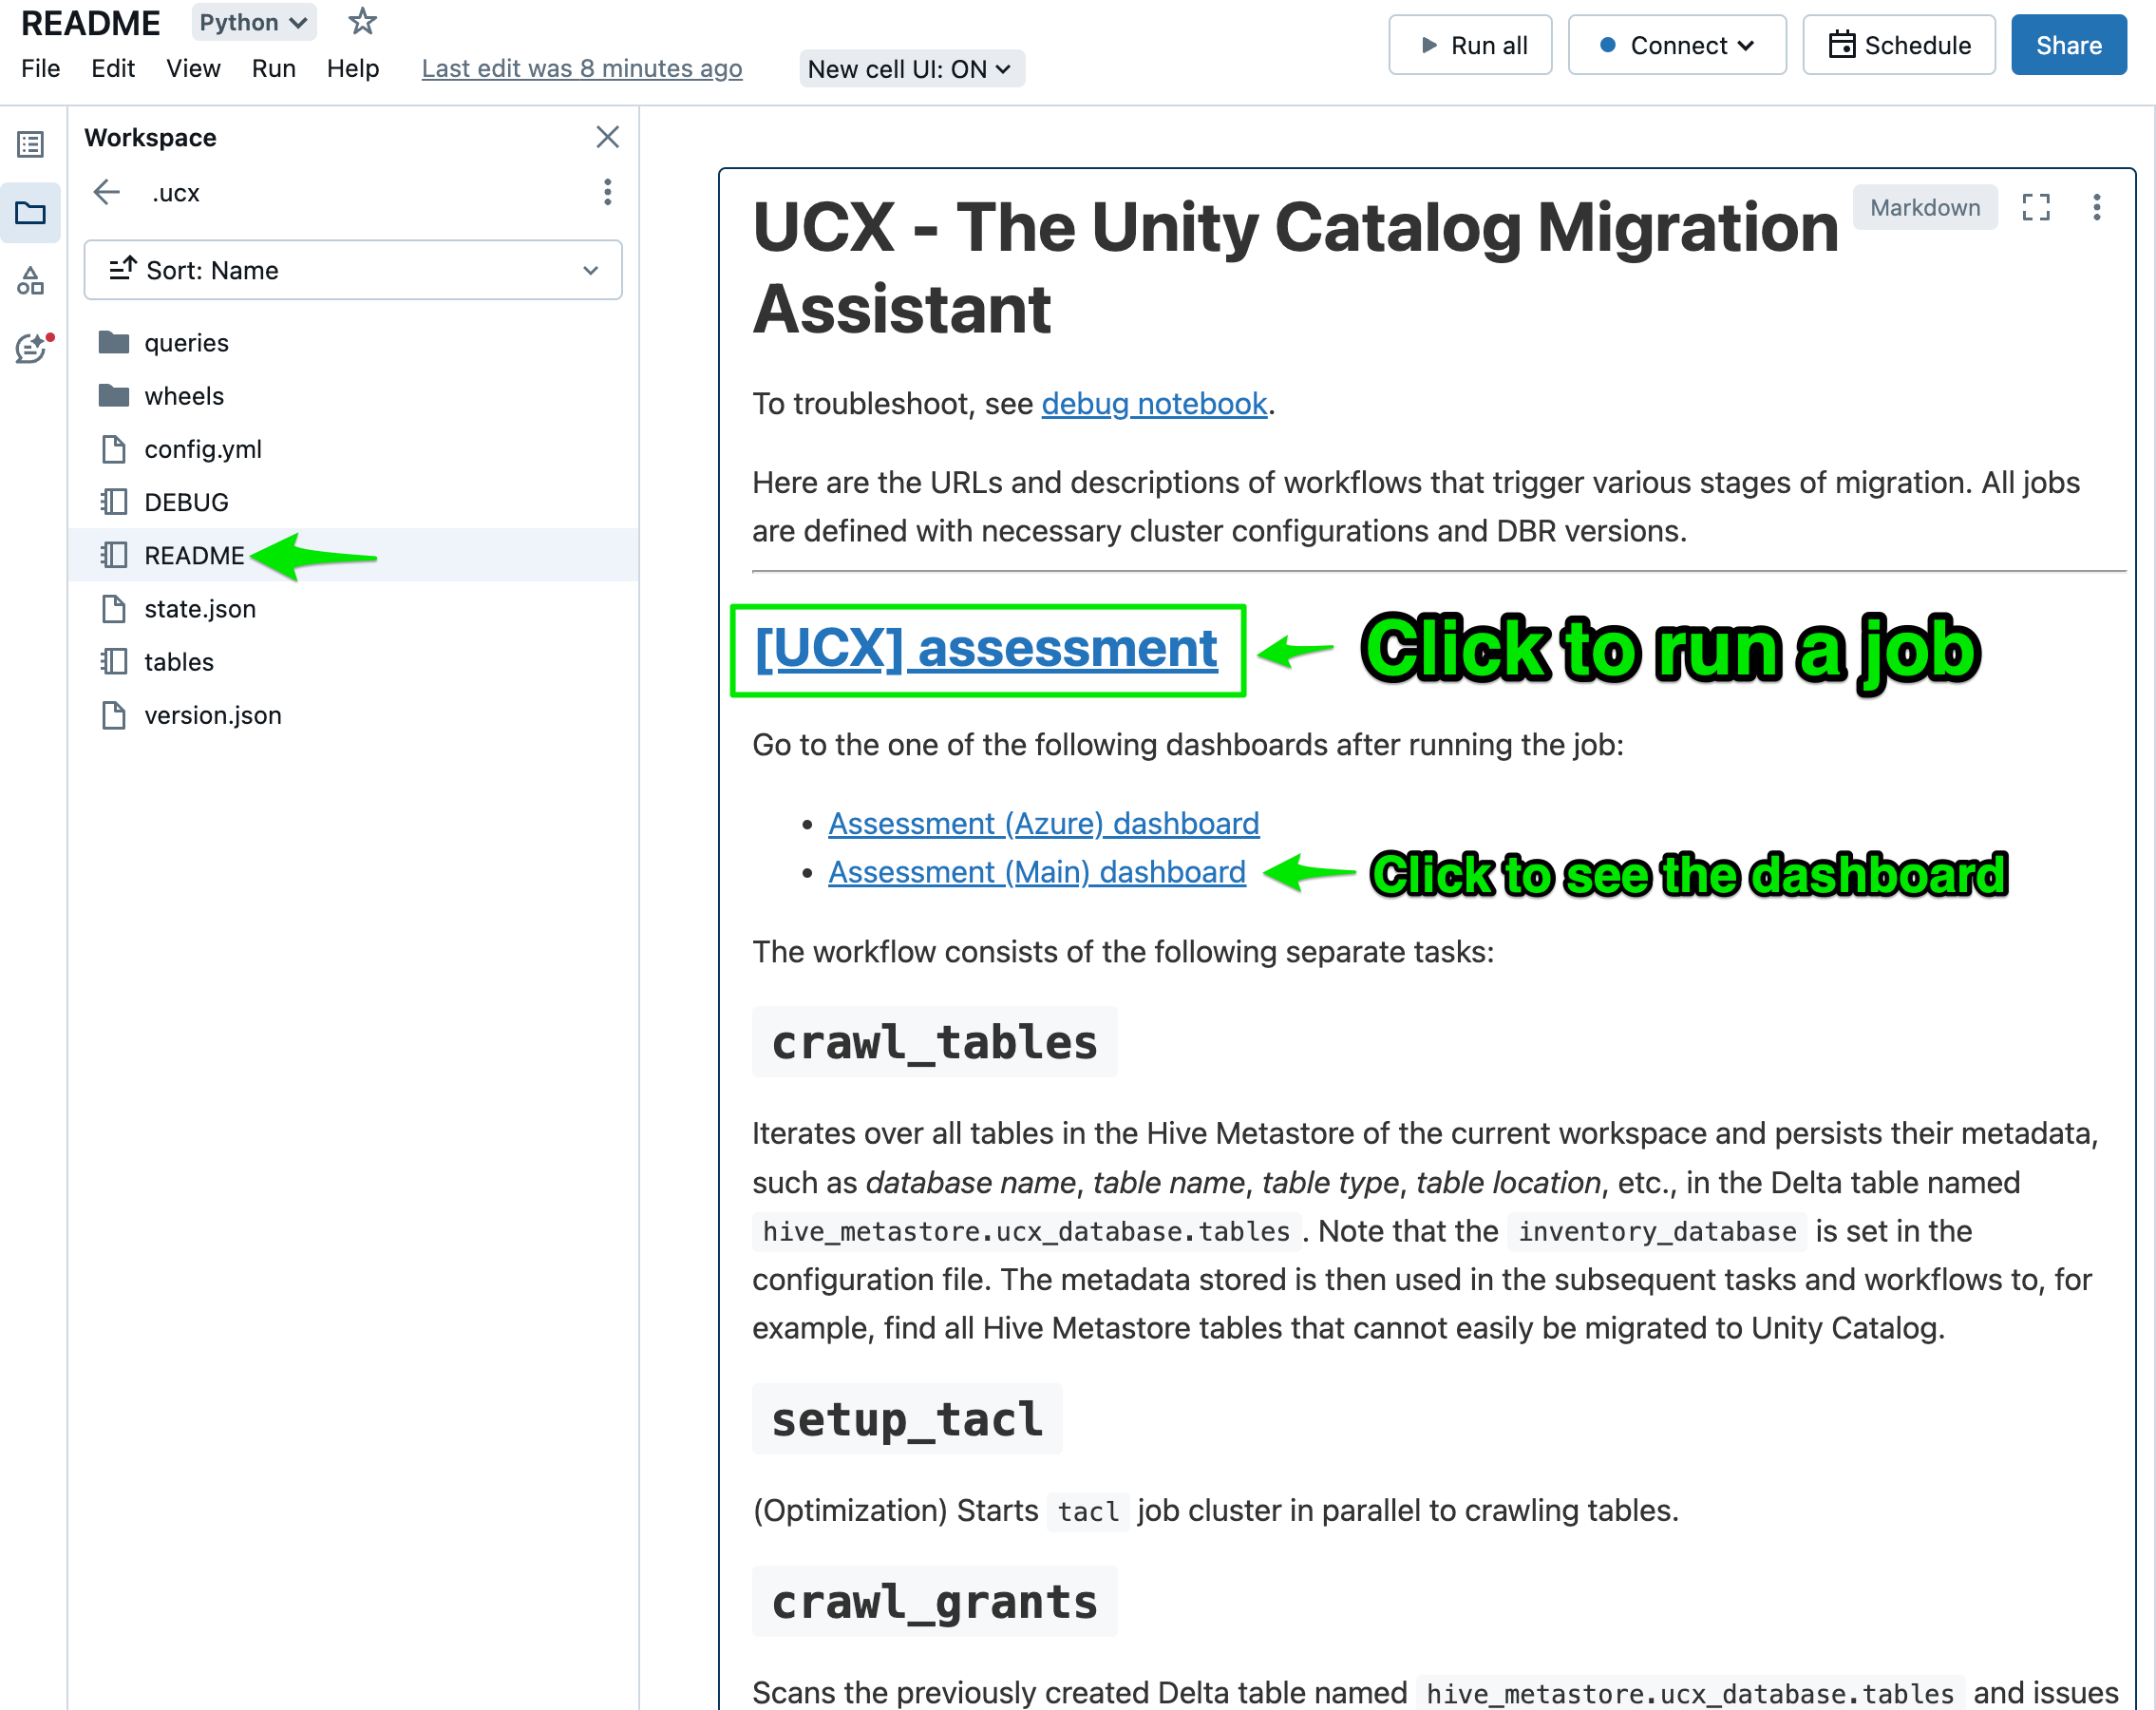 README Python
File Edit View Run Help Last edit was 8 minutes ago New cell UI: ON
Run all Connect Schedule Share
Workspace
.ucx
Sort: Name
queries
wheels
config.yml
DEBUG
README
state.json
tables
version.json
Markdown
UCX - The Unity Catalog Migration
Assistant
To troubleshoot, see debug notebook.
Here are the URLs and descriptions of workflows that trigger various stages of migration. All jobs
are defined with necessary cluster configurations and DBR versions.
[UCX] assessment Click to run a job
Go to the one of the following dashboards after running the job:
• Assessment (Azure) dashboard
• Assessment (Main) dashboard Click to see the dashboard
The workflow consists of the following separate tasks:
crawl_tables
Iterates over all tables in the Hive Metastore of the current workspace and persists their metadata,
such as database name, table name, table type, table location, etc., in the Delta table named
hive_metastore.ucx_database.tables. Note that the inventory_database is set in the
configuration file. The metadata stored is then used in the subsequent tasks and workflows to, for
example, find all Hive Metastore tables that cannot easily be migrated to Unity Catalog.
setup_tacl
(Optimization) Starts tacl job cluster in parallel to crawling tables.
crawl_grants
Scans the previously created Delta table named hive_metastore.ucx_database.tables and issues